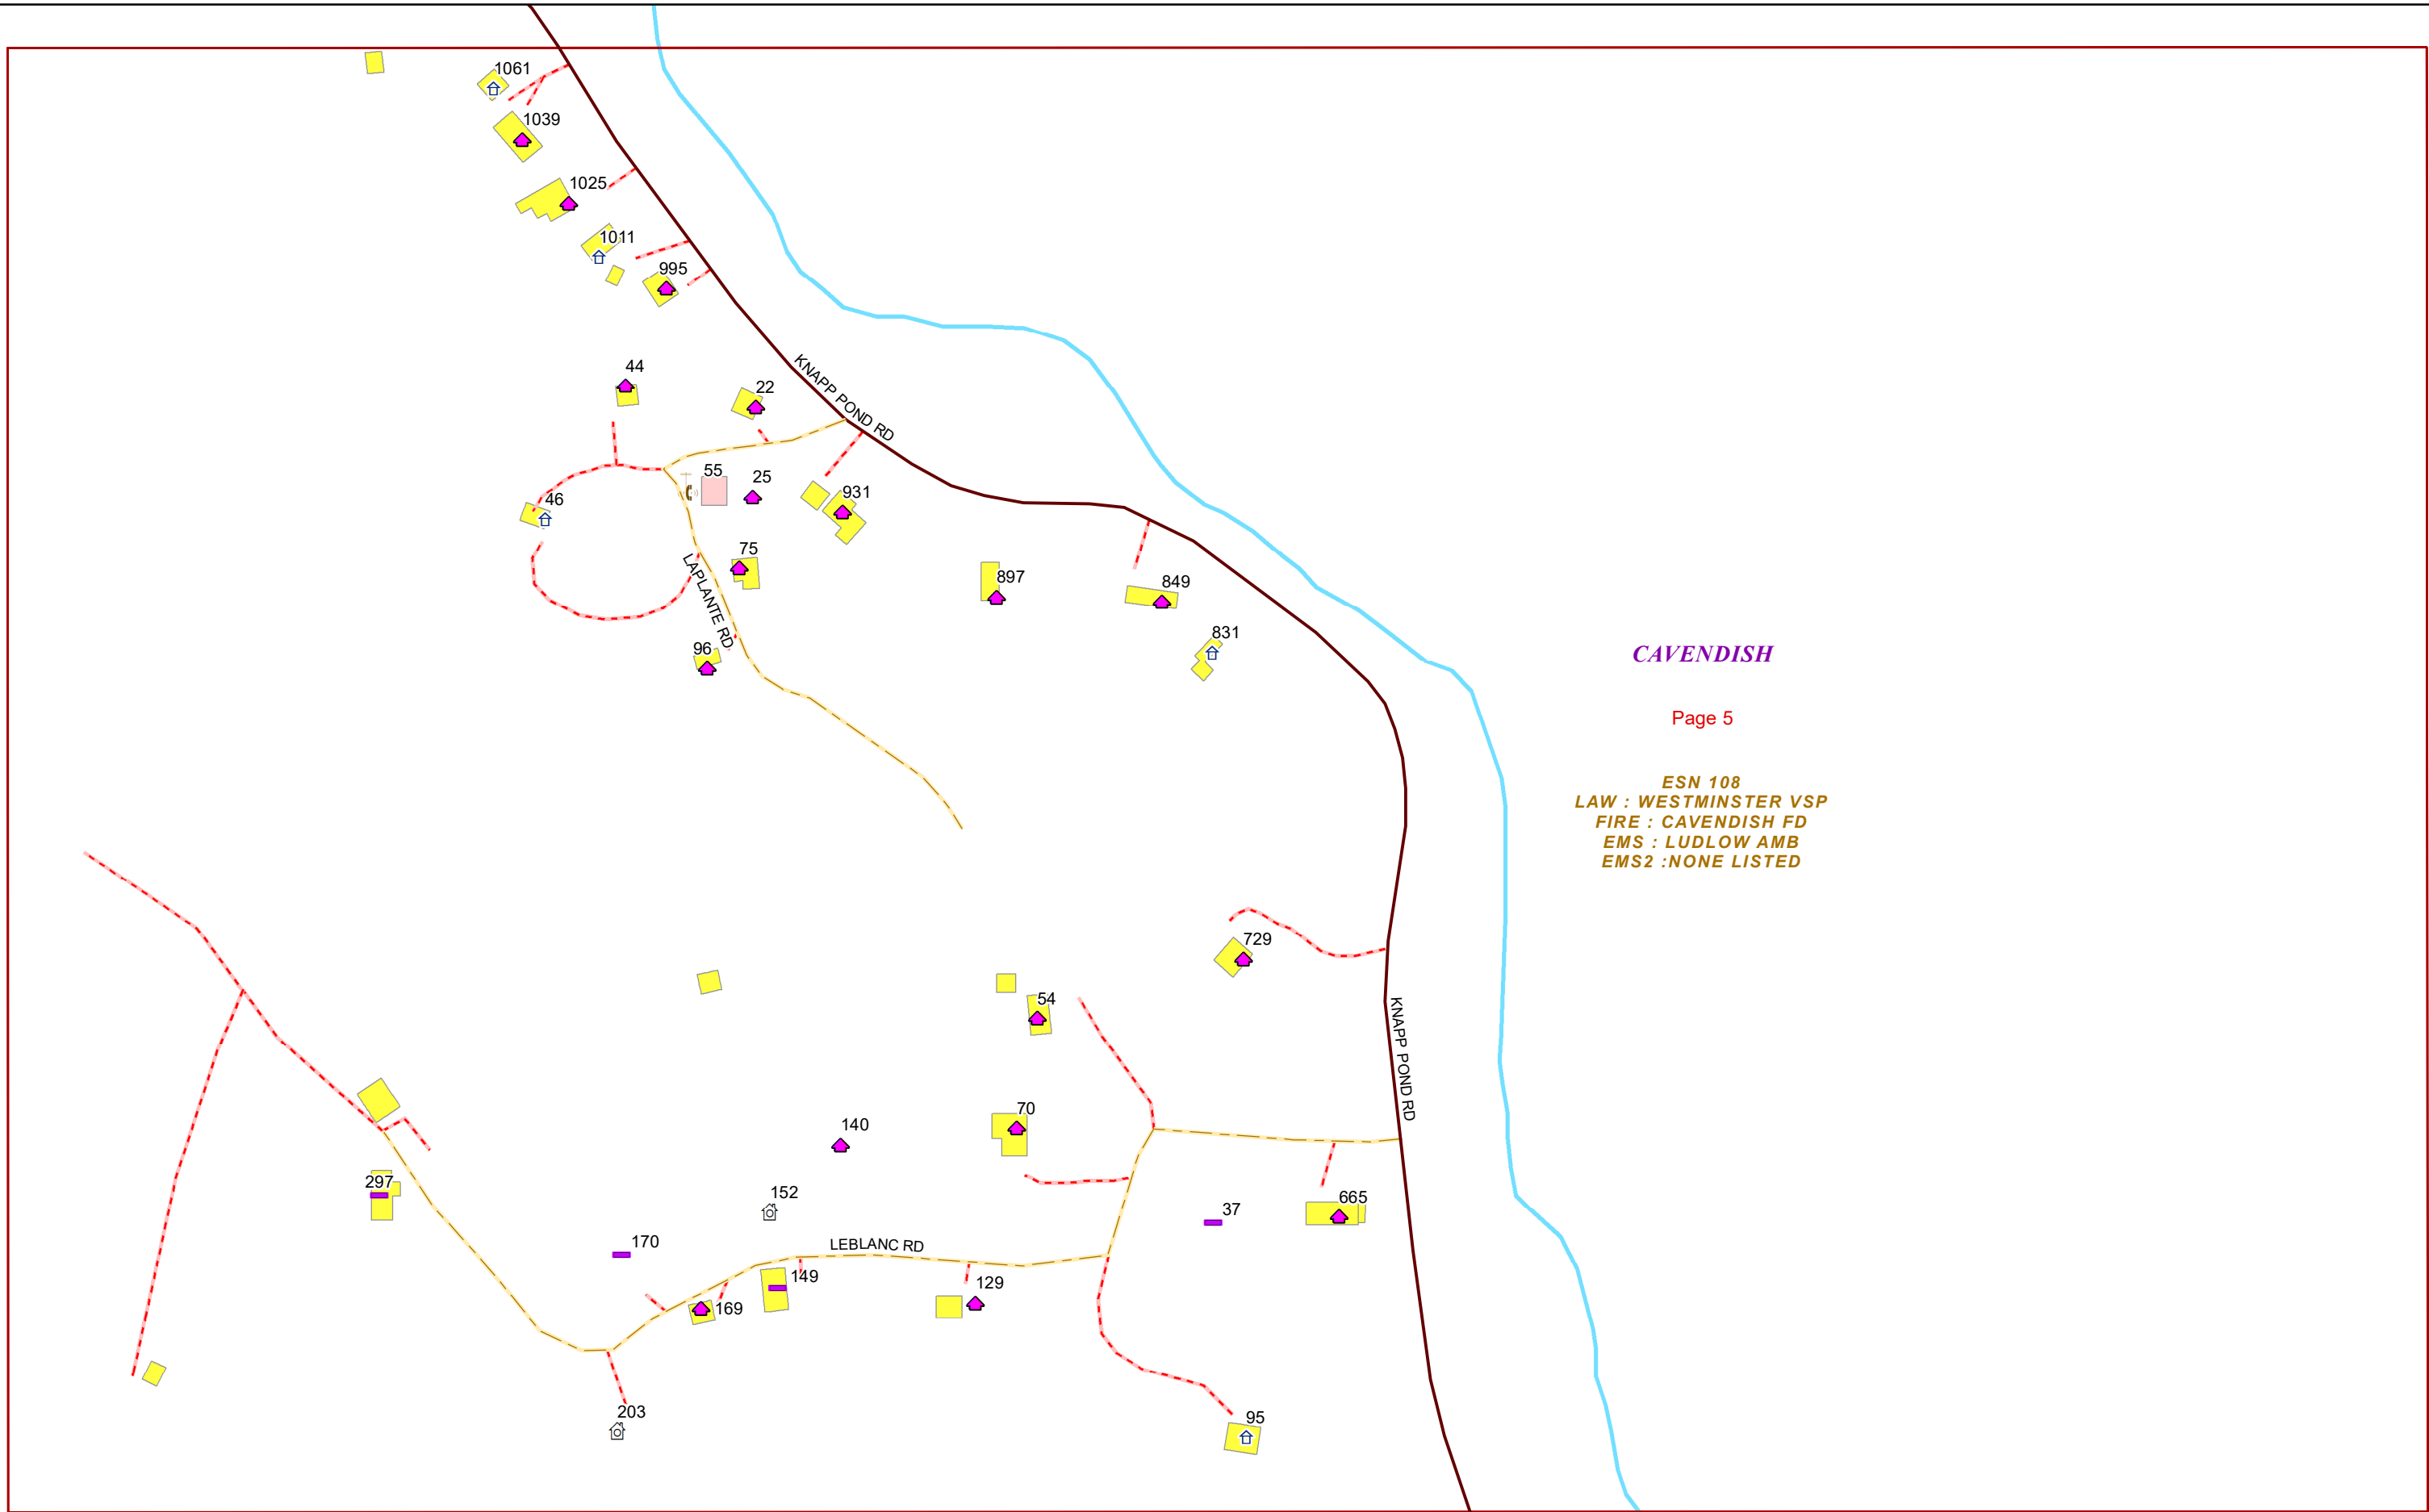 1061
1039
1025
1011
995
44
22
KNAPP POND RD
55
25
46
931
75
LAPLANTE RD
897
849
831
96
CAVENDISH
Page 5
ESN 108
LAW : WESTMINSTER VSP
FIRE : CAVENDISH FD
EMS : LUDLOW AMB
EMS2 :NONE LISTED
729
54
KNAPP POND RD
70
140
297
152
37
665
170
LEBLANC RD
149
129
169
203
95